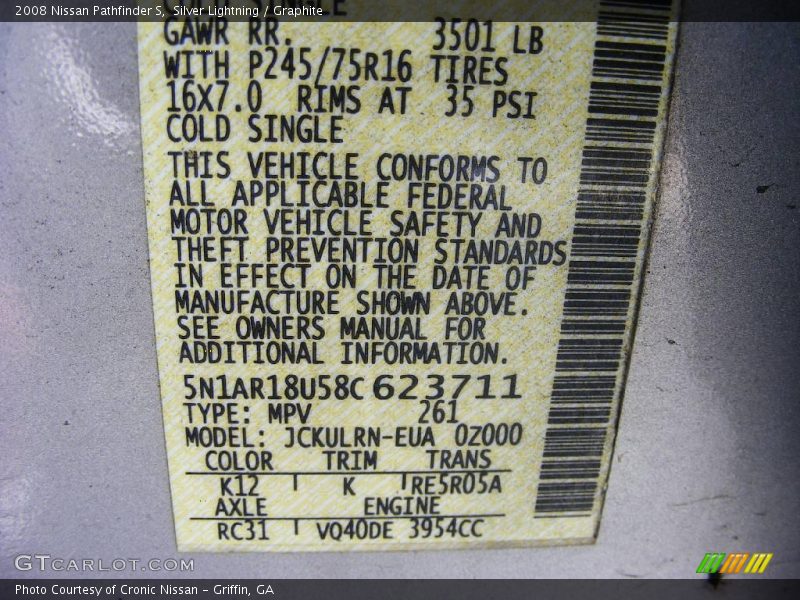 2008 Nissan Pathfinder S, Silver Lightning / Graphite
GAWR RR. 3501 LB
WITH P245/75R16 TIRES
16X7.0 RIMS AT 35 PSI
COLD SINGLE
THIS VEHICLE CONFORMS TO
ALL APPLICABLE FEDERAL
MOTOR VEHICLE SAFETY AND
THEFT PREVENTION STANDARDS
IN EFFECT ON THE DATE OF
MANUFACTURE SHOWN ABOVE.
SEE OWNERS MANUAL FOR
ADDITIONAL INFORMATION.
5N1AR18U58C623711
TYPE: MPV 261
MODEL: JCKULRN-EUA 0Z000
COLOR TRIM TRANS
K12 K RE5R05A
AXLE ENGINE
RC31 VQ40DE 3954CC
GTCARLOT.COM
Photo Courtesy of Cronic Nissan - Griffin, GA